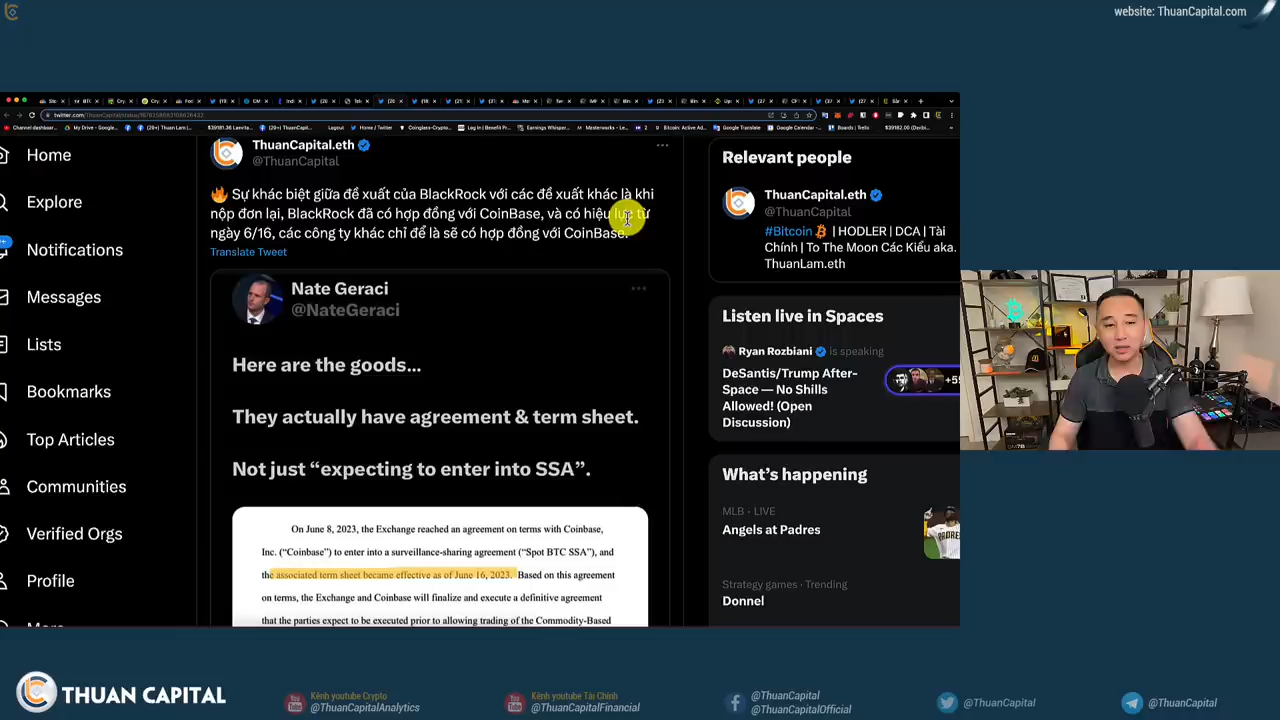 website: ThuanCapital.com
Home
Explore
Notifications
Messages
Lists
Bookmarks
Top Articles
Communities
Verified Orgs
Profile
ThuanCapital.eth
@ThuanCapital
🔥 Sự khác biệt giữa đề xuất của BlackRock với các đề xuất khác là khi
nộp đơn lại, BlackRock đã có hợp đồng với CoinBase, và có hiệu lực từ
ngày 6/16, các công ty khác chỉ để là sẽ có hợp đồng với CoinBase.
Translate Tweet
Nate Geraci
@NateGeraci
Here are the goods...
They actually have agreement & term sheet.
Not just “expecting to enter into SSA”.
On June 8, 2023, the Exchange reached an agreement on terms with Coinbase,
Inc. (“Coinbase”) to enter into a surveillance-sharing agreement (“Spot BTC SSA”), and
the associated term sheet became effective as of June 16, 2023. Based on this agreement
on terms, the Exchange and Coinbase will finalize and execute a definitive agreement
that the parties expect to be executed prior to allowing trading of the Commodity-Based
Relevant people
ThuanCapital.eth
@ThuanCapital
#Bitcoin | HODLER | DCA | Tài
Chính | To The Moon Các Kiểu aka.
ThuanLam.eth
Listen live in Spaces
Ryan Rozbiani is speaking
DeSantis/Trump After-
Space — No Shills
Allowed! (Open
Discussion)
What’s happening
MLB · LIVE
Angels at Padres
Strategy games · Trending
Donnel
THUAN CAPITAL
Kênh youtube Crypto
@ThuanCapitalAnalytics
Kênh youtube Tài Chính
@ThuanCapitalFinancial
@ThuanCapital
@ThuanCapitalOfficial
@ThuanCapital
@ThuanCapital